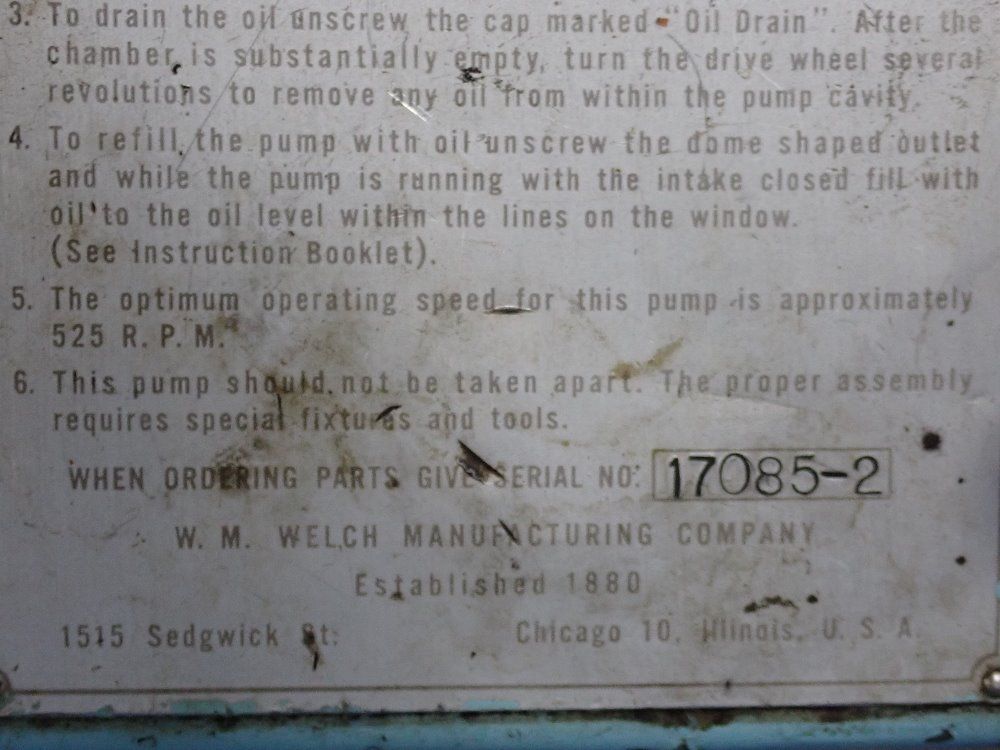 3. To drain the oil unscrew the cap marked "Oil Drain". After the
chamber is substantially empty, turn the drive wheel several
revolutions to remove any oil from within the pump cavity.
4. To refill the pump with oil unscrew the dome shaped outlet
and while the pump is running with the intake closed fill with
oil to the oil level within the lines on the window.
(See Instruction Booklet).
5. The optimum operating speed for this pump is approximately
525 R. P. M.
6. This pump should not be taken apart. The proper assembly
requires special fixtures and tools.
WHEN ORDERING PARTS GIVE SERIAL NO. 17085-2
W. M. WELCH MANUFACTURING COMPANY
Established 1880
1515 Sedgwick St. Chicago 10, Illinois, U. S. A.